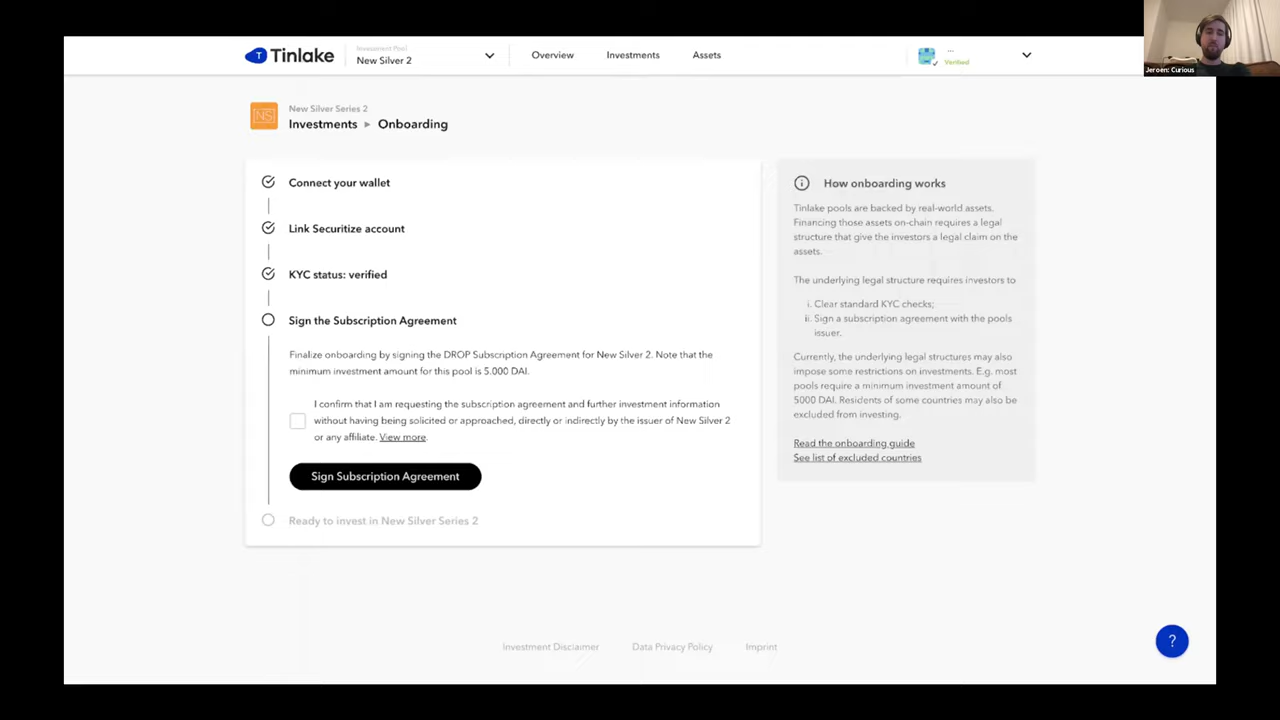 Tinlake
Investment Pool
New Silver 2
Overview
Investments
Assets
...
Verified
Jeroen: Curious
NS
New Silver Series 2
Investments ▸ Onboarding
Connect your wallet
Link Securitize account
KYC status: verified
Sign the Subscription Agreement
Finalize onboarding by signing the DROP Subscription Agreement for New Silver 2. Note that the
minimum investment amount for this pool is 5.000 DAI.
I confirm that I am requesting the subscription agreement and further investment information
without having being solicited or approached, directly or indirectly by the issuer of New Silver 2
or any affiliate. View more.
Sign Subscription Agreement
Ready to invest in New Silver Series 2
How onboarding works
Tinlake pools are backed by real-world assets.
Financing those assets on-chain requires a legal
structure that give the investors a legal claim on the
assets.
The underlying legal structure requires investors to
i. Clear standard KYC checks;
ii. Sign a subscription agreement with the pools
issuer.
Currently, the underlying legal structures may also
impose some restrictions on investments. E.g. most
pools require a minimum investment amount of
5000 DAI. Residents of some countries may also be
excluded from investing.
Read the onboarding guide
See list of excluded countries
Investment Disclaimer
Data Privacy Policy
Imprint
?